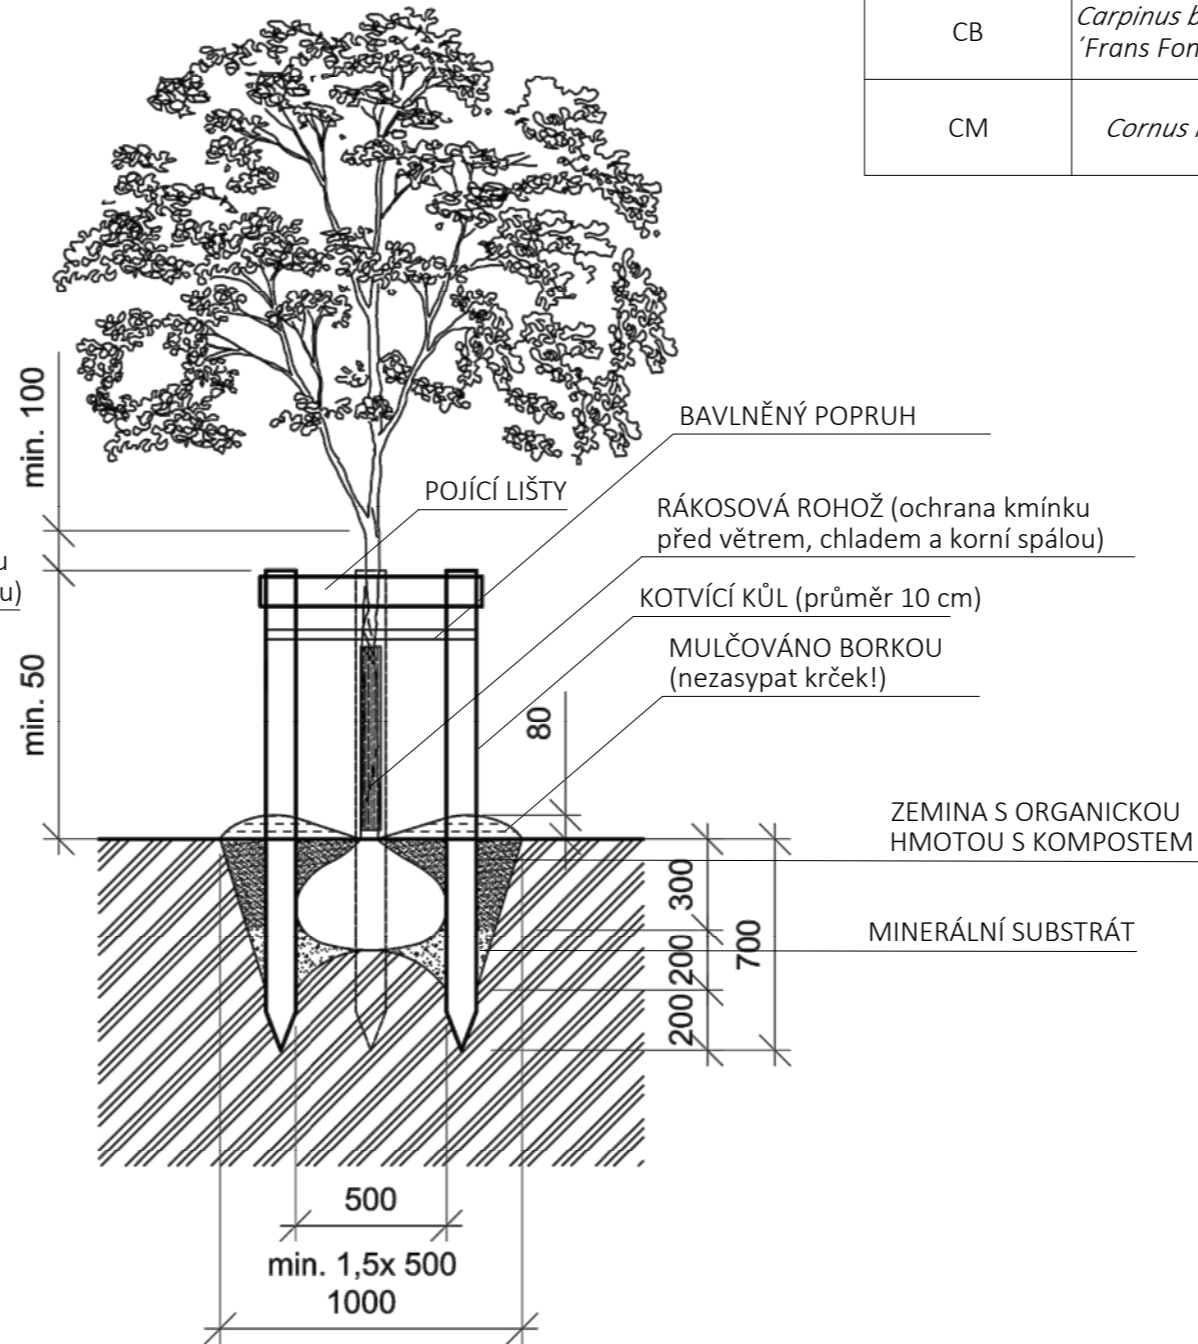 CB
Carpinus b
´Frans Fon
CM
Cornus
min. 100
BAVLNĚNÝ POPRUH
POJÍCÍ LIŠTY
RÁKOSOVÁ ROHOŽ (ochrana kmínku
před větrem, chladem a korní spálou)
u
u)
KOTVÍCÍ KŮL (průměr 10 cm)
MULČOVÁNO BORKOU
(nezasypat krček!)
min. 50
80
ZEMINA S ORGANICKOU
HMOTOU S KOMPOSTEM
300
MINERÁLNÍ SUBSTRÁT
200
700
200
500
min. 1,5x 500
1000